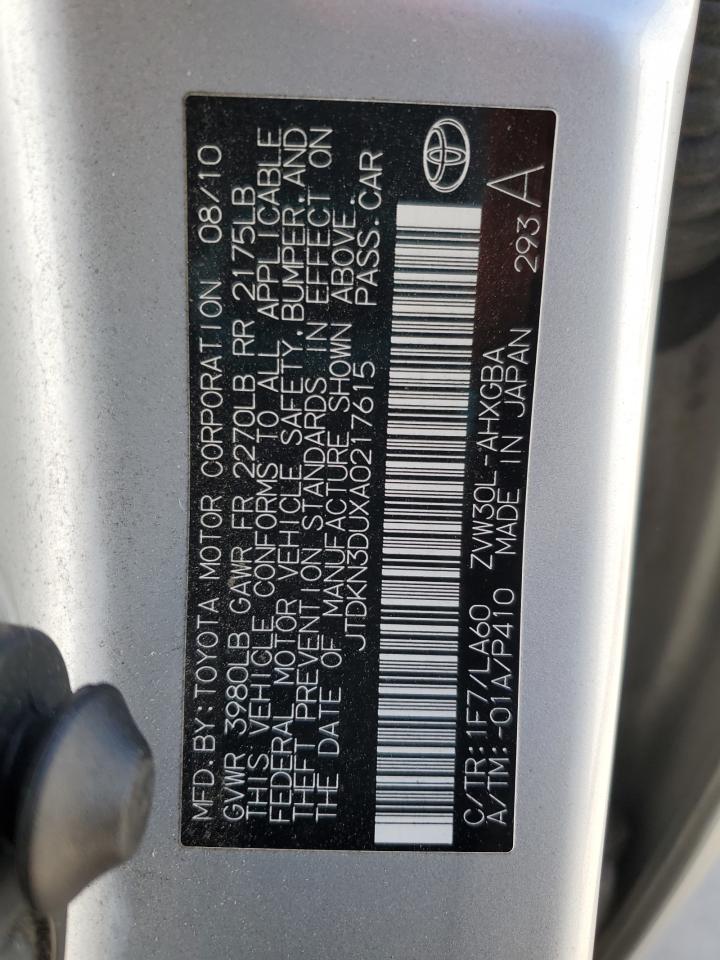 MFD.BY:TOYOTA MOTOR CORPORATION 08/10
GVWR 3980LB GAWR FR 2270LB RR 2175LB
THIS VEHICLE CONFORMS TO ALL APPLICABLE
FEDERAL MOTOR VEHICLE SAFETY,BUMPER,AND
THEFT PREVENTION STANDARDS IN EFFECT ON
THE DATE OF MANUFACTURE SHOWN ABOVE.
JTDKN3DUXA0217615 PASS.CAR
C/TR:1F7/LA60 ZVW30L-AHXGBA
A/TM:-01A/P410 MADE IN JAPAN 293 A